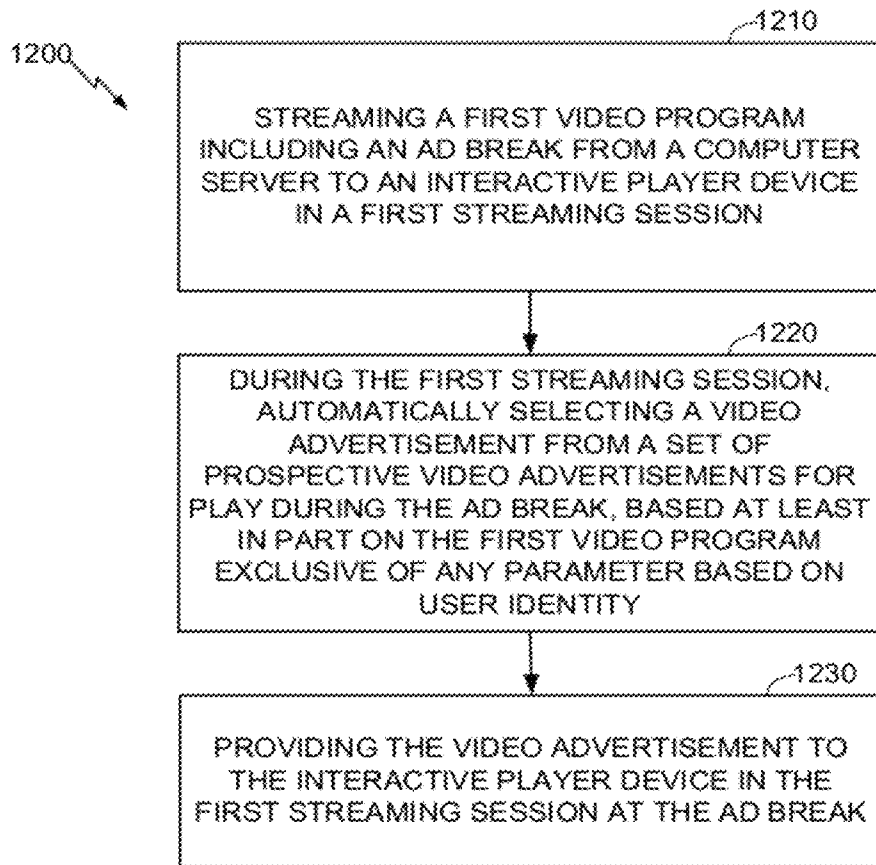 1200
1210
STREAMING A FIRST VIDEO PROGRAM
INCLUDING AN AD BREAK FROM A COMPUTER
SERVER TO AN INTERACTIVE PLAYER DEVICE
IN A FIRST STREAMING SESSION
1220
DURING THE FIRST STREAMING SESSION,
AUTOMATICALLY SELECTING A VIDEO
ADVERTISEMENT FROM A SET OF
PROSPECTIVE VIDEO ADVERTISEMENTS FOR
PLAY DURING THE AD BREAK, BASED AT LEAST
IN PART ON THE FIRST VIDEO PROGRAM
EXCLUSIVE OF ANY PARAMETER BASED ON
USER IDENTITY
1230
PROVIDING THE VIDEO ADVERTISEMENT TO
THE INTERACTIVE PLAYER DEVICE IN THE
FIRST STREAMING SESSION AT THE AD BREAK